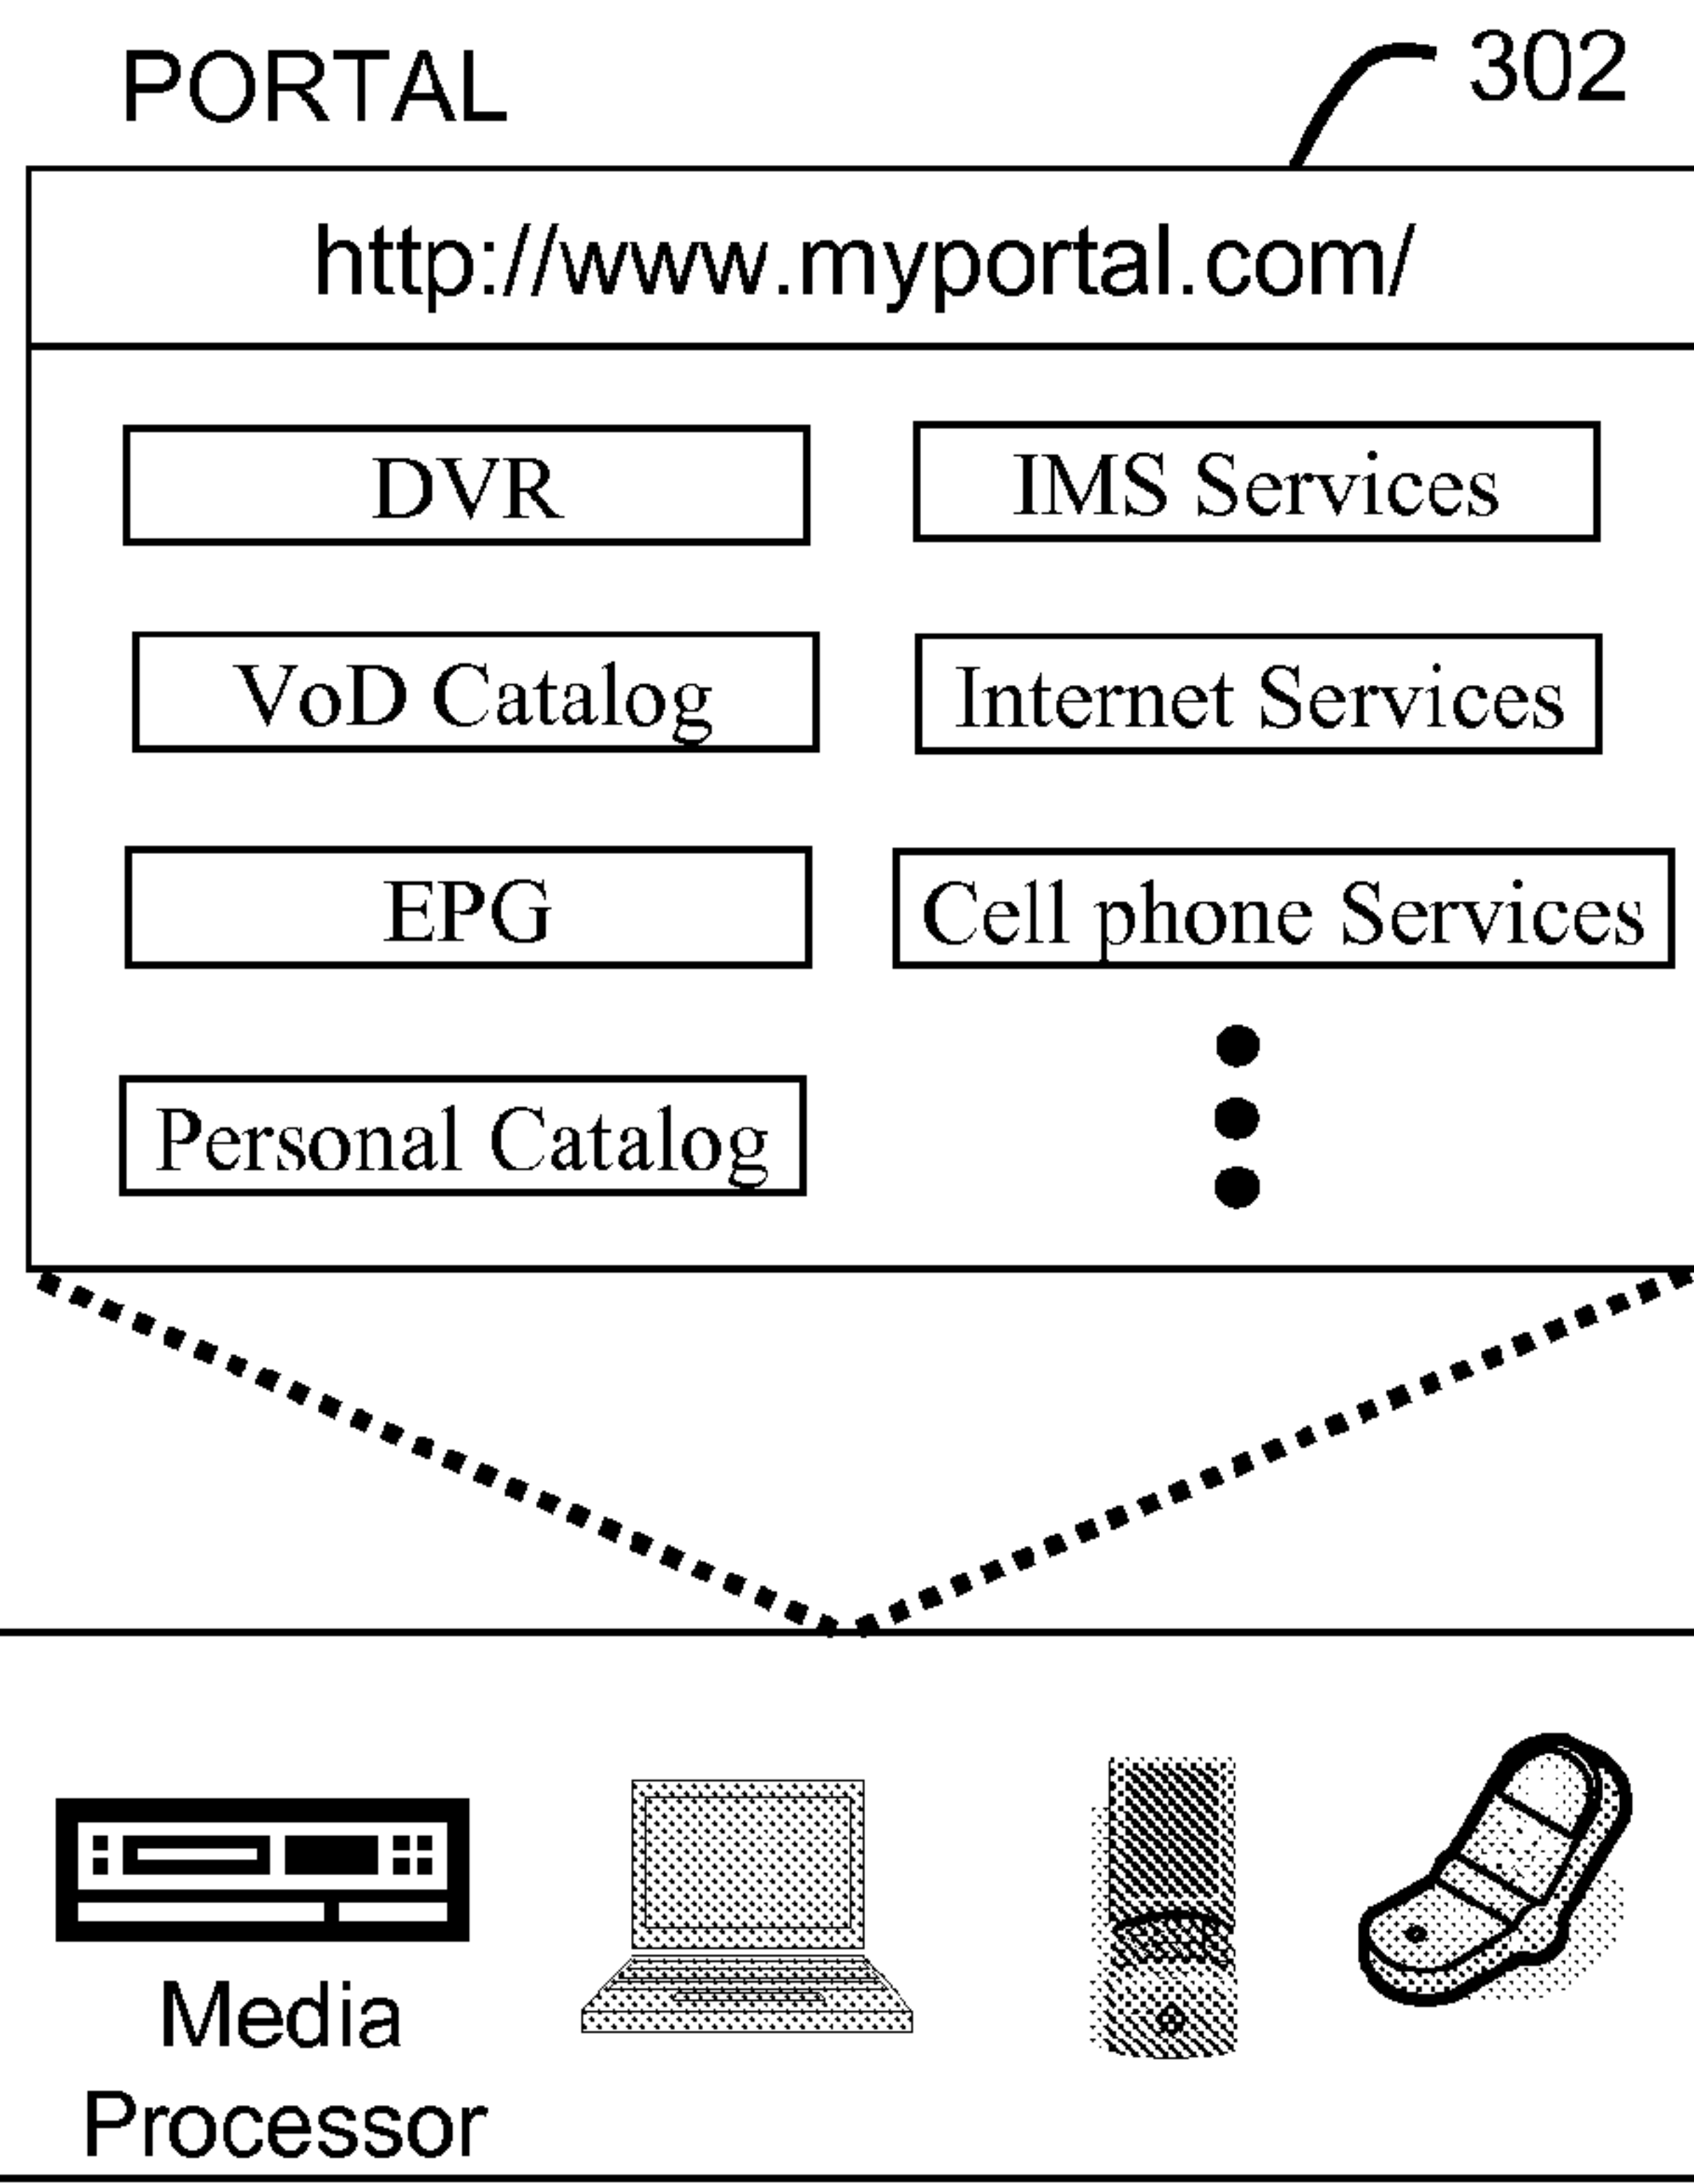 PORTAL
302
http://www.myportal.com/
DVR
IMS Services
VoD Catalog
Internet Services
EPG
Cell phone Services
Personal Catalog
Media
Processor